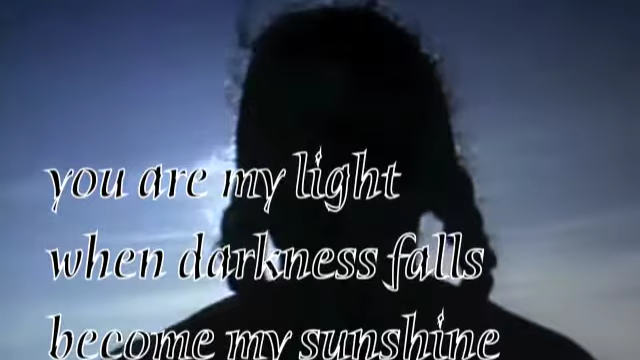 you are my light
when darkness falls
become my sunshine